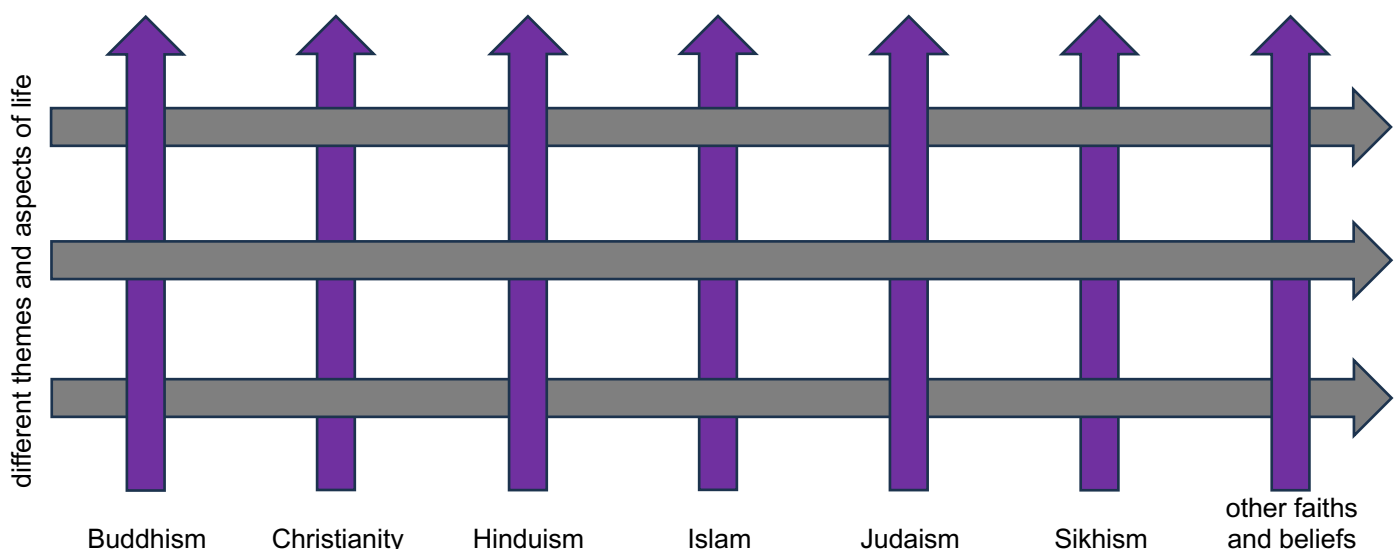 different themes and aspects of life
Buddhism
Christianity
Hinduism
Islam
Judaism
Sikhism
other faiths
and beliefs